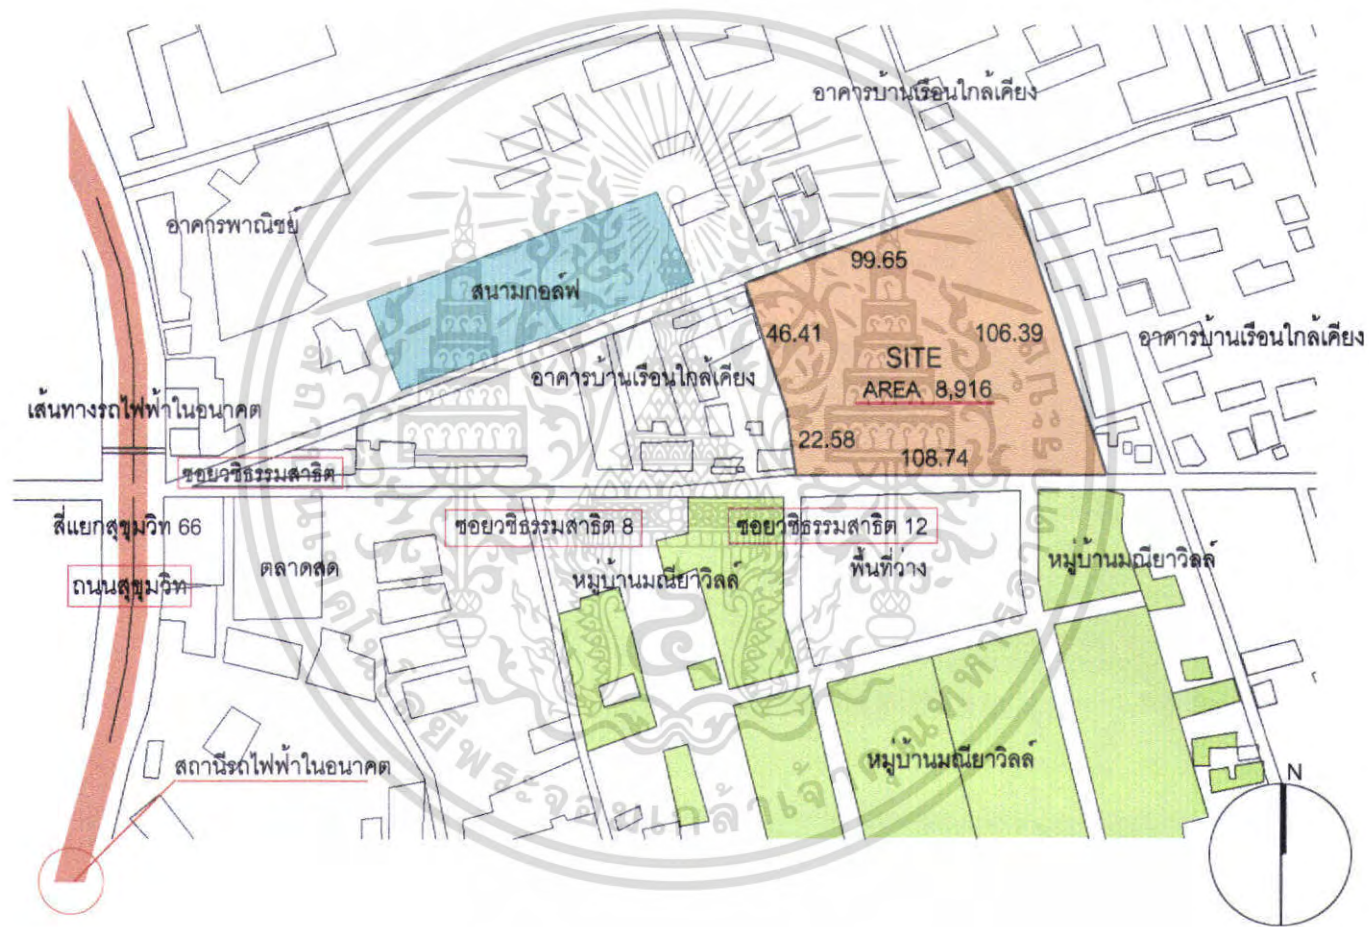 อาคารบ้านเรือนใกล้เคียง
อาคารพาณิชย์
สนามกอล์ฟ
99.65
46.41
106.39
SITE
AREA 8,916
อาคารบ้านเรือนใกล้เคียง
อาคารบ้านเรือนใกล้เคียง
เส้นทางรถไฟฟ้าในอนาคต
22.58
108.74
ซอยวชิรธรรมสาธิต
สี่แยกสุขุมวิท 66
ซอยวชิรธรรมสาธิต 8
ซอยวชิรธรรมสาธิต 12
ตลาดสด
พื้นที่ว่าง
หมู่บ้านมณียาวิลล์
หมู่บ้านมณียาวิลล์
ถนนสุขุมวิท
หมู่บ้านมณียาวิลล์
สถานีรถไฟฟ้าในอนาคต
N